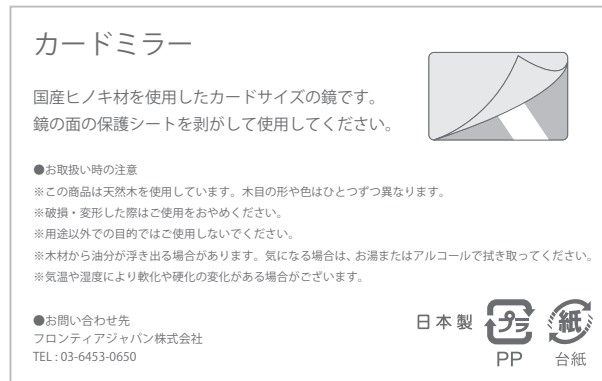 カードミラー
国産ヒノキ材を使用したカードサイズの鏡です。
鏡の面の保護シートを剥がして使用してください。
●お取扱い時の注意
※この商品は天然木を使用しています。木目の形や色はひとつずつ異なります。
※破損・変形した際はご使用をおやめください。
※用途以外での目的ではご使用しないでください。
※木材から油分が浮き出る場合があります。気になる場合は、お湯またはアルコールで拭き取ってください。
※気温や湿度により軟化や硬化の変化がある場合がございます。
●お問い合わせ先
フロンティアジャパン株式会社
TEL : 03-6453-0650
日本製
プラ
PP
紙
台紙